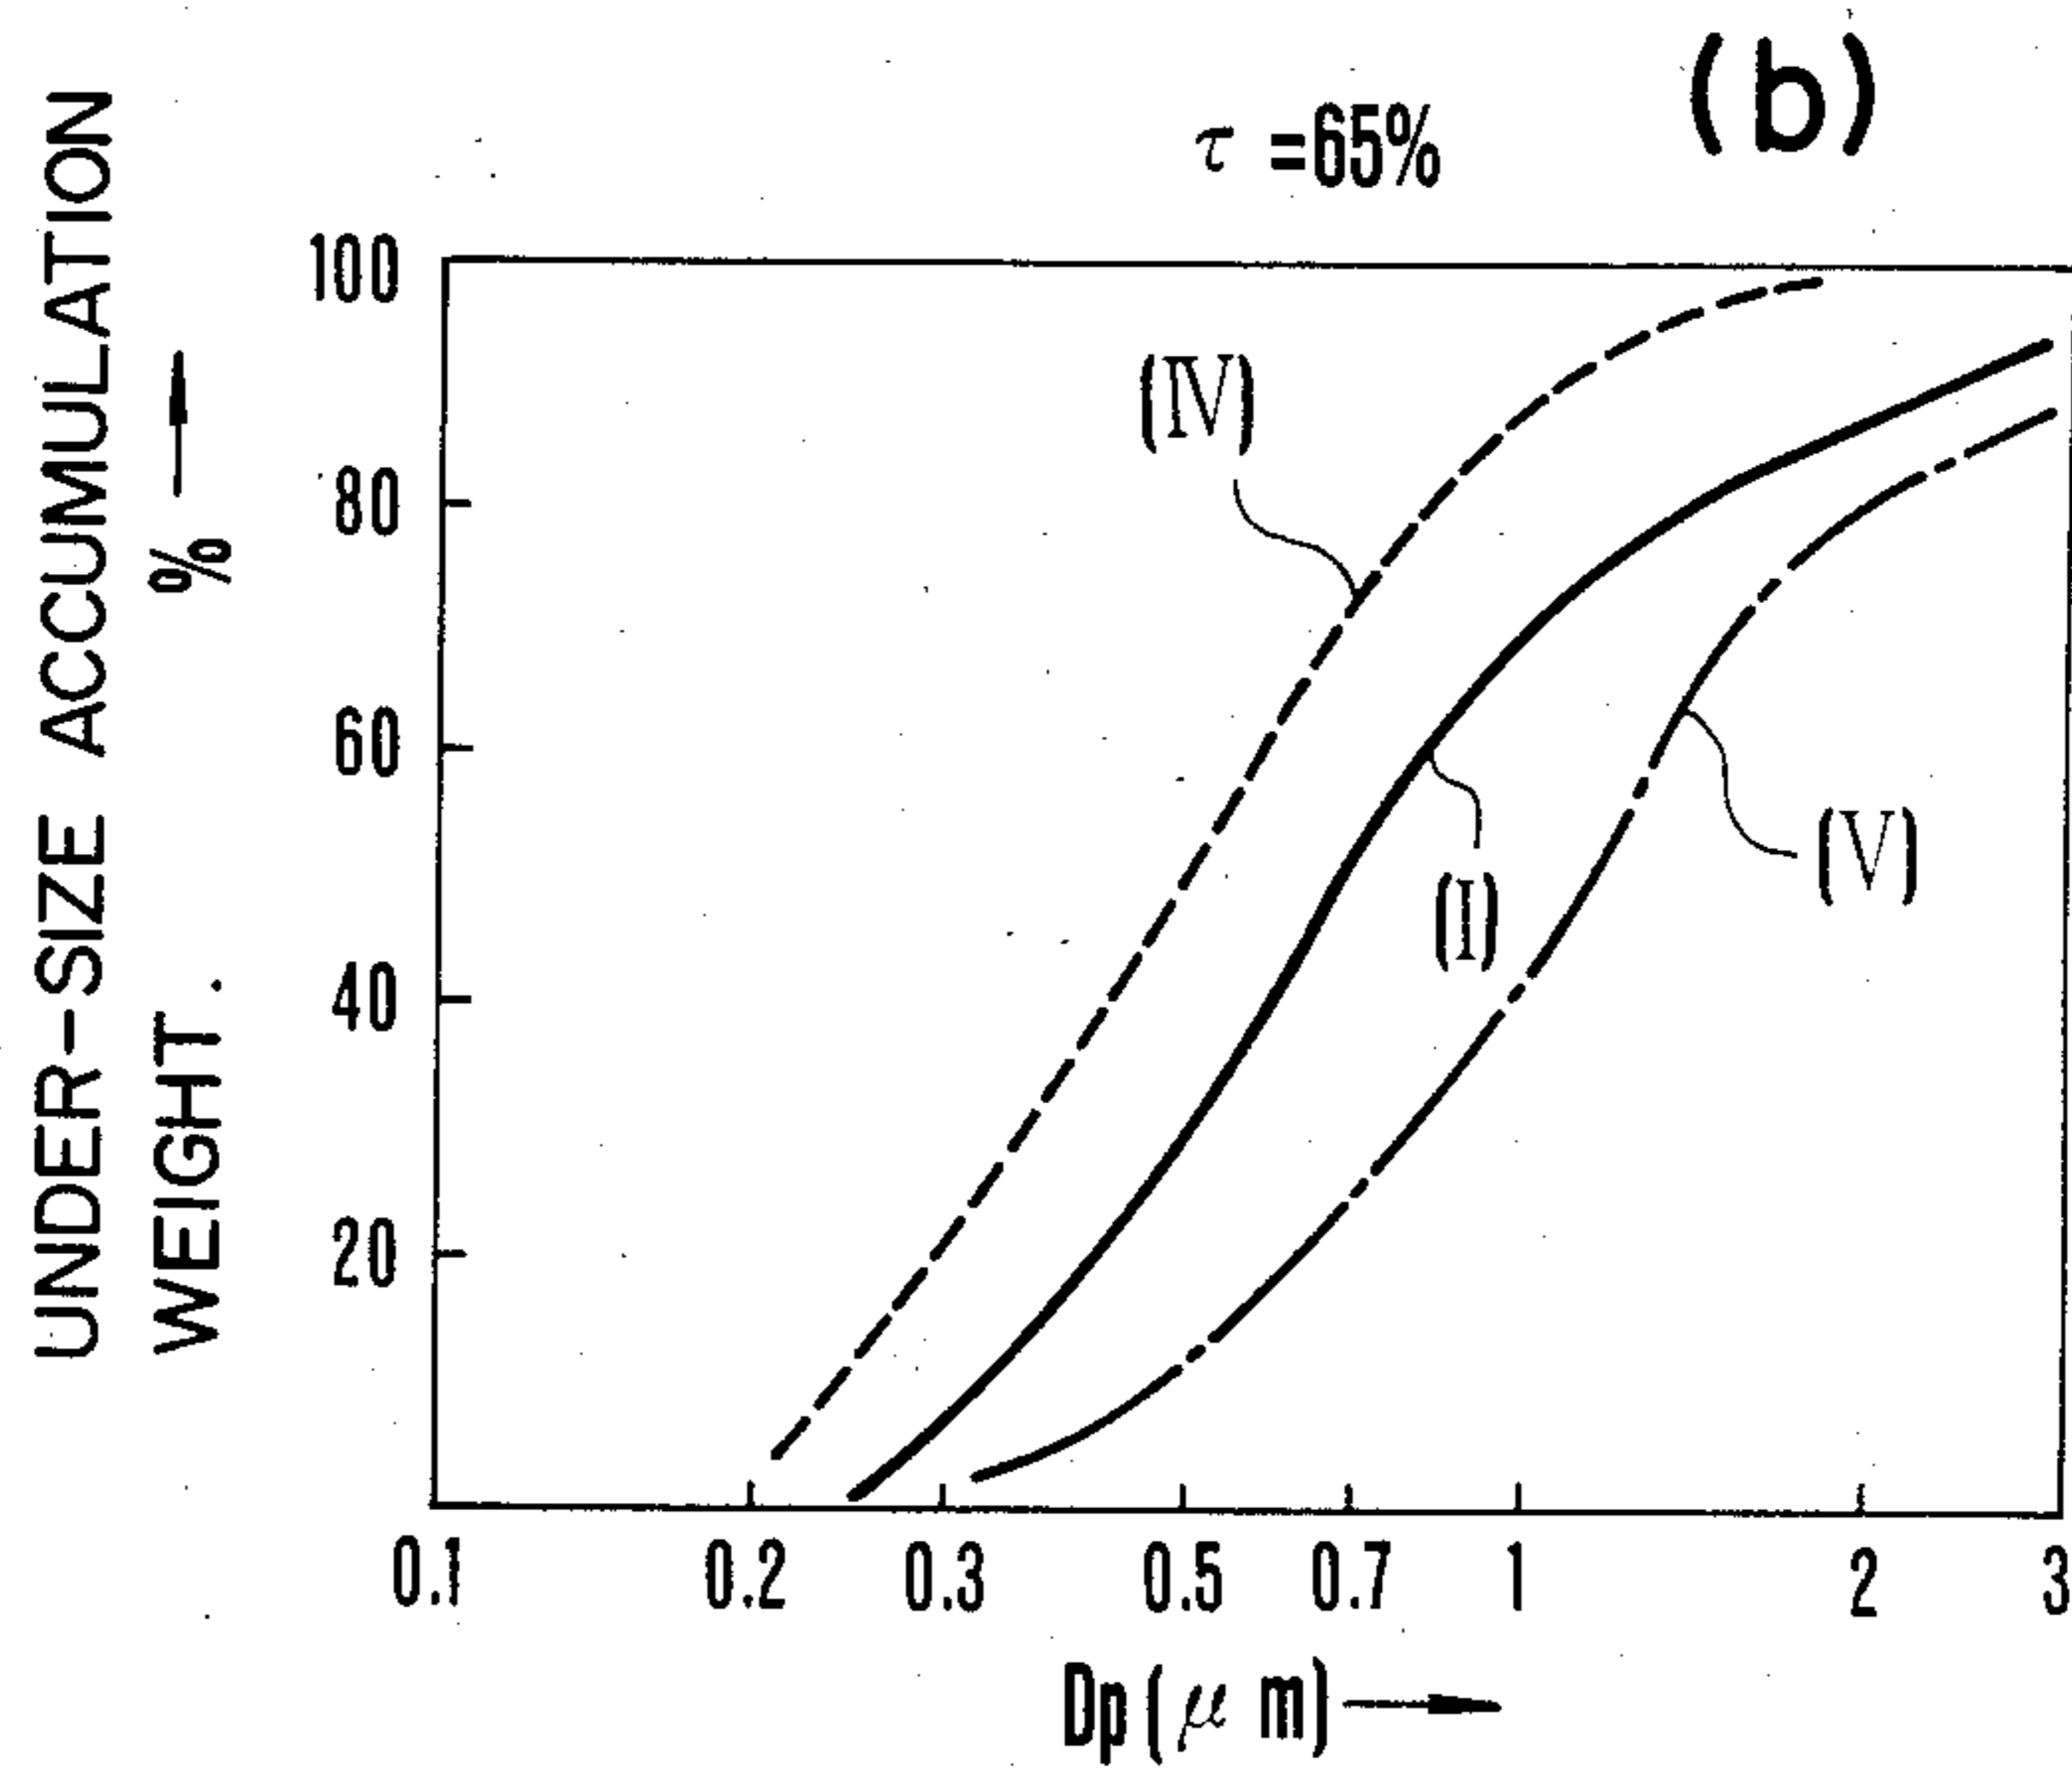 (b)
τ =65%
UNDER-SIZE ACCUMULATION
WEIGHT. % 
100
80
60
40
20
(IV)
(I)
(V)
0.1 0.2 0.3 0.5 0.7 1 2 3
Dp(μ m)